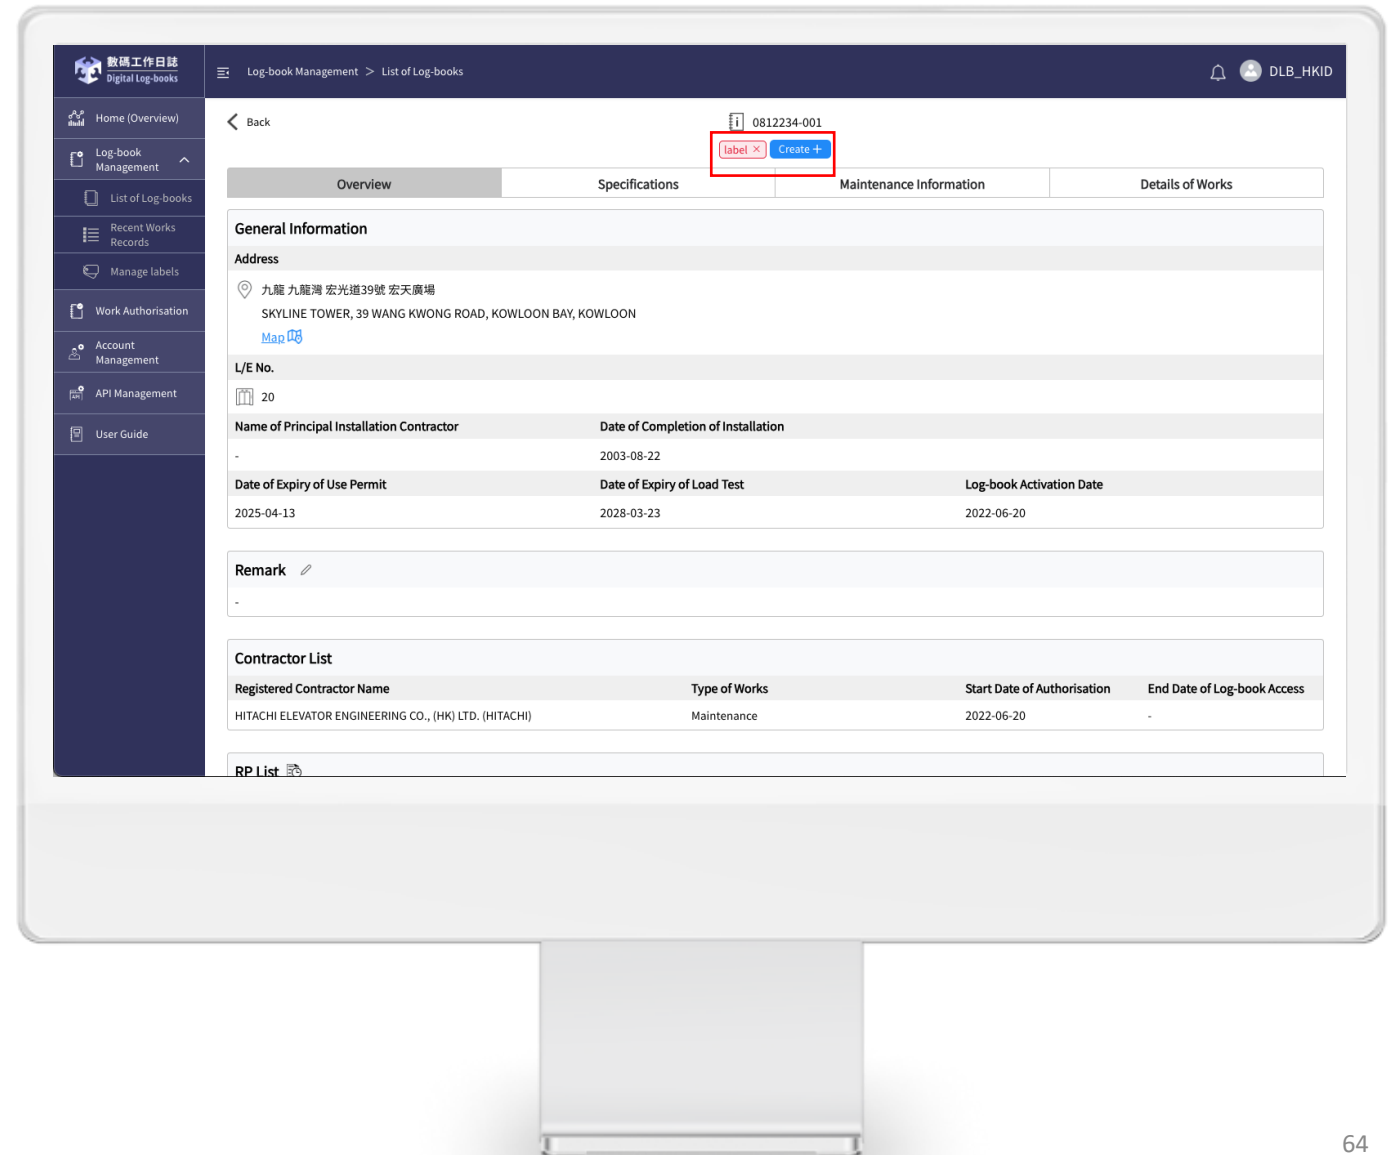 數碼工作日誌
Digital Log-books
Log-book Management > List of Log-books
DLB_HKID
Home (Overview)
Log-book
Management
List of Log-books
Recent Works
Records
Manage labels
Work Authorisation
Account
Management
API Management
User Guide
Back
0812234-001
label ×
Create +
Overview
Specifications
Maintenance Information
Details of Works
General Information
Address
九龍 九龍灣 宏光道39號 宏天廣場
SKYLINE TOWER, 39 WANG KWONG ROAD, KOWLOON BAY, KOWLOON
Map
L/E No.
20
Name of Principal Installation Contractor
Date of Completion of Installation
-
2003-08-22
Date of Expiry of Use Permit
Date of Expiry of Load Test
Log-book Activation Date
2025-04-13
2028-03-23
2022-06-20
Remark
-
Contractor List
Registered Contractor Name
Type of Works
Start Date of Authorisation
End Date of Log-book Access
HITACHI ELEVATOR ENGINEERING CO., (HK) LTD. (HITACHI)
Maintenance
2022-06-20
-
RP List
64